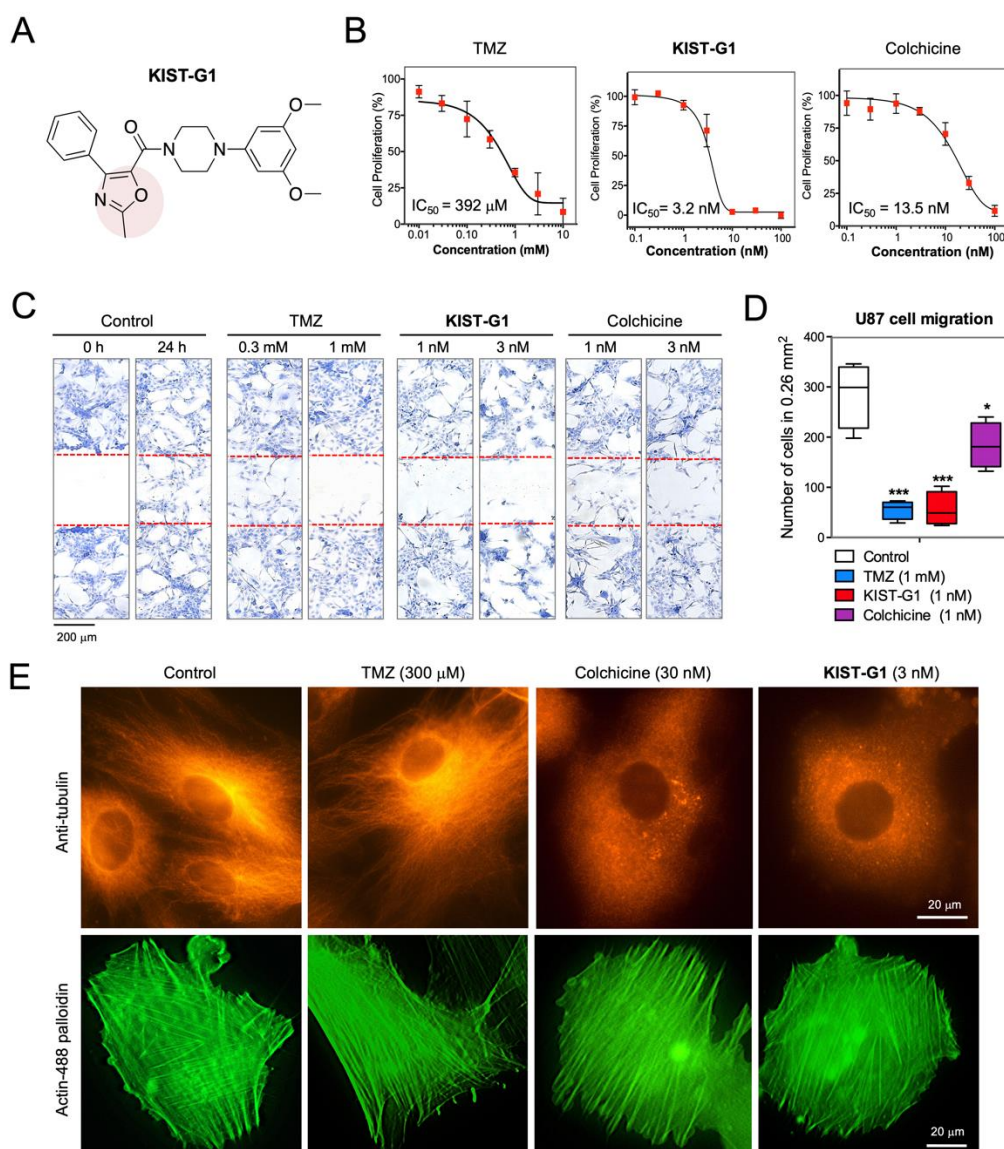 A
KIST-G1
O
N
N
O
O
N
O
B
TMZ
KIST-G1
Colchicine
Cell Proliferation (%)
100
75
50
25
0
IC50 = 392 µM
0.01 0.10 1 10
Concentration (mM)
Cell Proliferation (%)
100
75
50
25
0
IC50= 3.2 nM
0.1 1 10 100
Concentration (nM)
Cell Proliferation (%)
100
75
50
25
0
IC50 = 13.5 nM
0.1 1 10 100
Concentration (nM)
C
Control
TMZ
KIST-G1
Colchicine
0 h 24 h 0.3 mM 1 mM 1 nM 3 nM 1 nM 3 nM
200 µm
D
U87 cell migration
Number of cells in 0.26 mm2
400
300
200
100
0
***
***
*
Control
TMZ (1 mM)
KIST-G1 (1 nM)
Colchicine (1 nM)
E
Control
TMZ (300 µM)
Colchicine (30 nM)
KIST-G1 (3 nM)
Anti-tubulin
20 µm
Actin-488 palloidin
20 µm